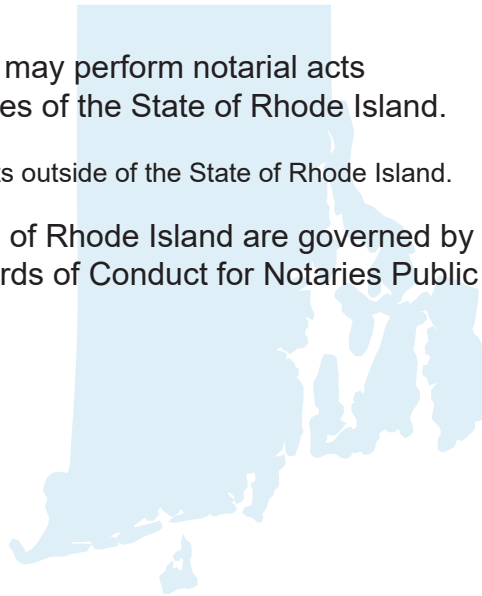 may perform notarial acts
es of the State of Rhode Island.
s outside of the State of Rhode Island.
of Rhode Island are governed by
rds of Conduct for Notaries Public